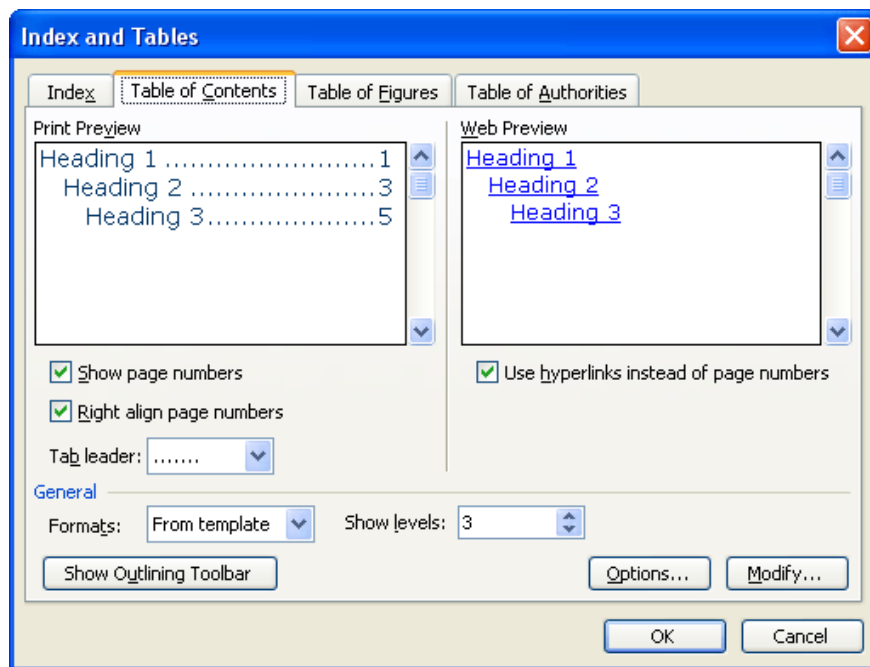 Index and Tables
Index
Table of Contents
Table of Figures
Table of Authorities
Print Preview
Heading 1 ........................1
Heading 2 .....................3
Heading 3...................5
Web Preview
Heading 1
Heading 2
Heading 3
Show page numbers
Right align page numbers
Tab leader: .......
Use hyperlinks instead of page numbers
General
Formats: From template
Show levels: 3
Show Outlining Toolbar
Options...
Modify...
OK
Cancel